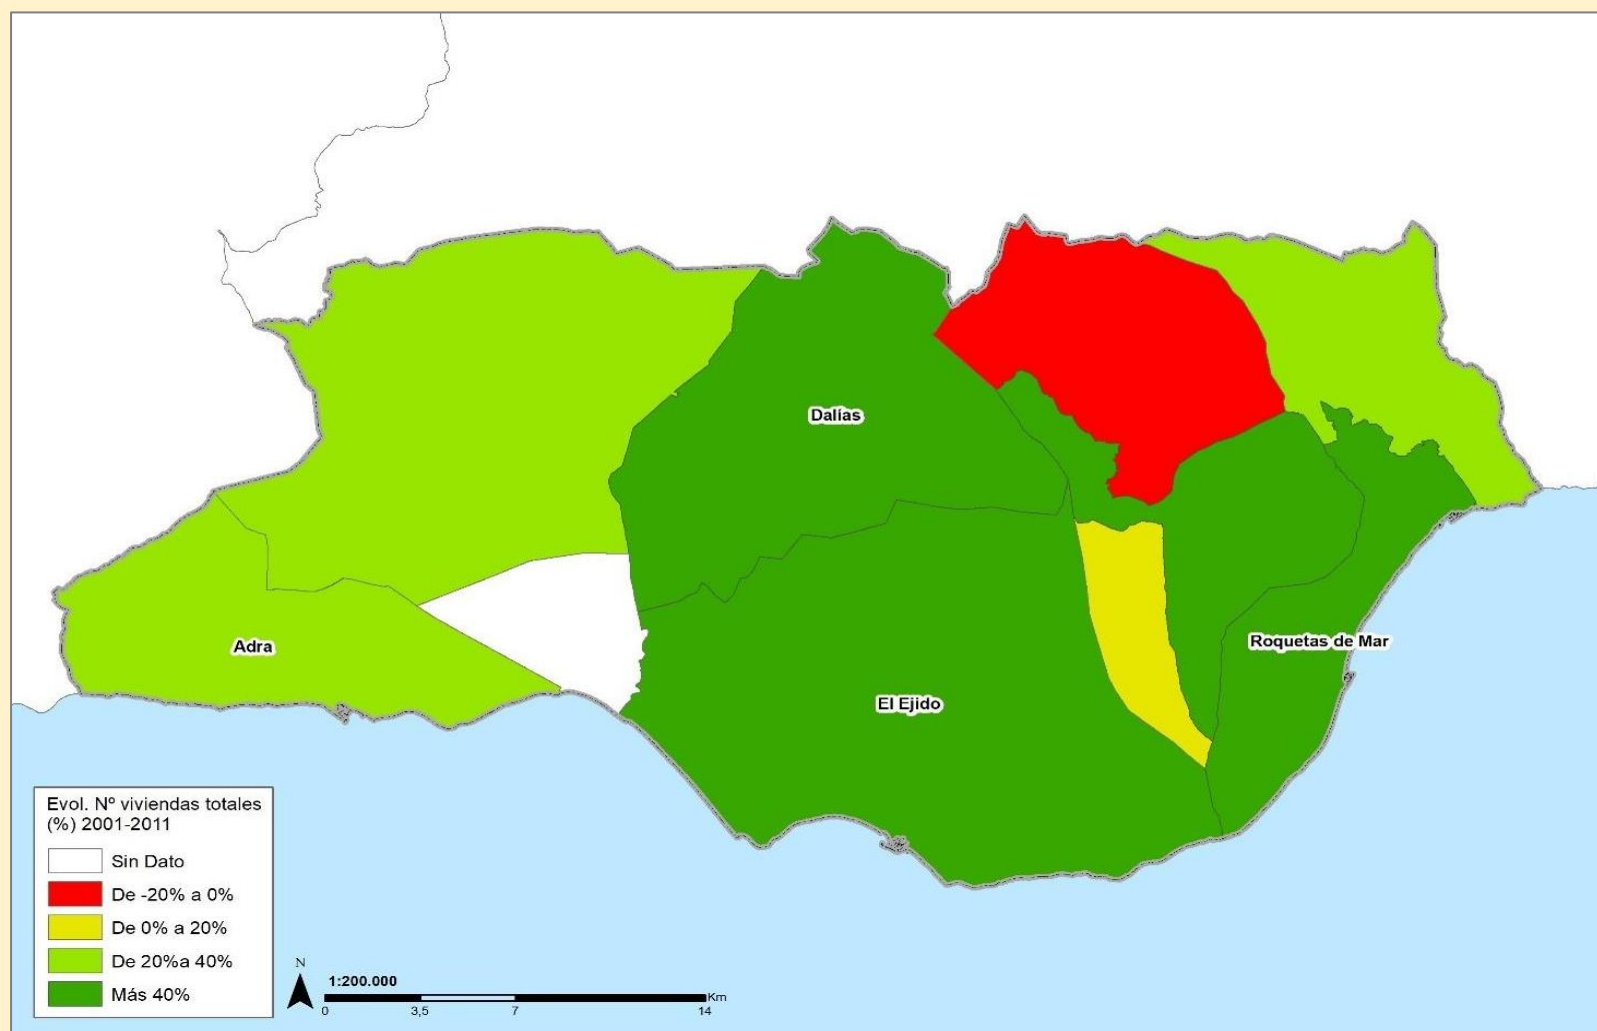 Dalías
Adra
Roquetas de Mar
El Ejido
Evol. Nº viviendas totales
(%) 2001-2011
Sin Dato
De -20% a 0%
De 0% a 20%
De 20%a 40%
Más 40%
N
1:200.000
Km
0 3,5 7 14